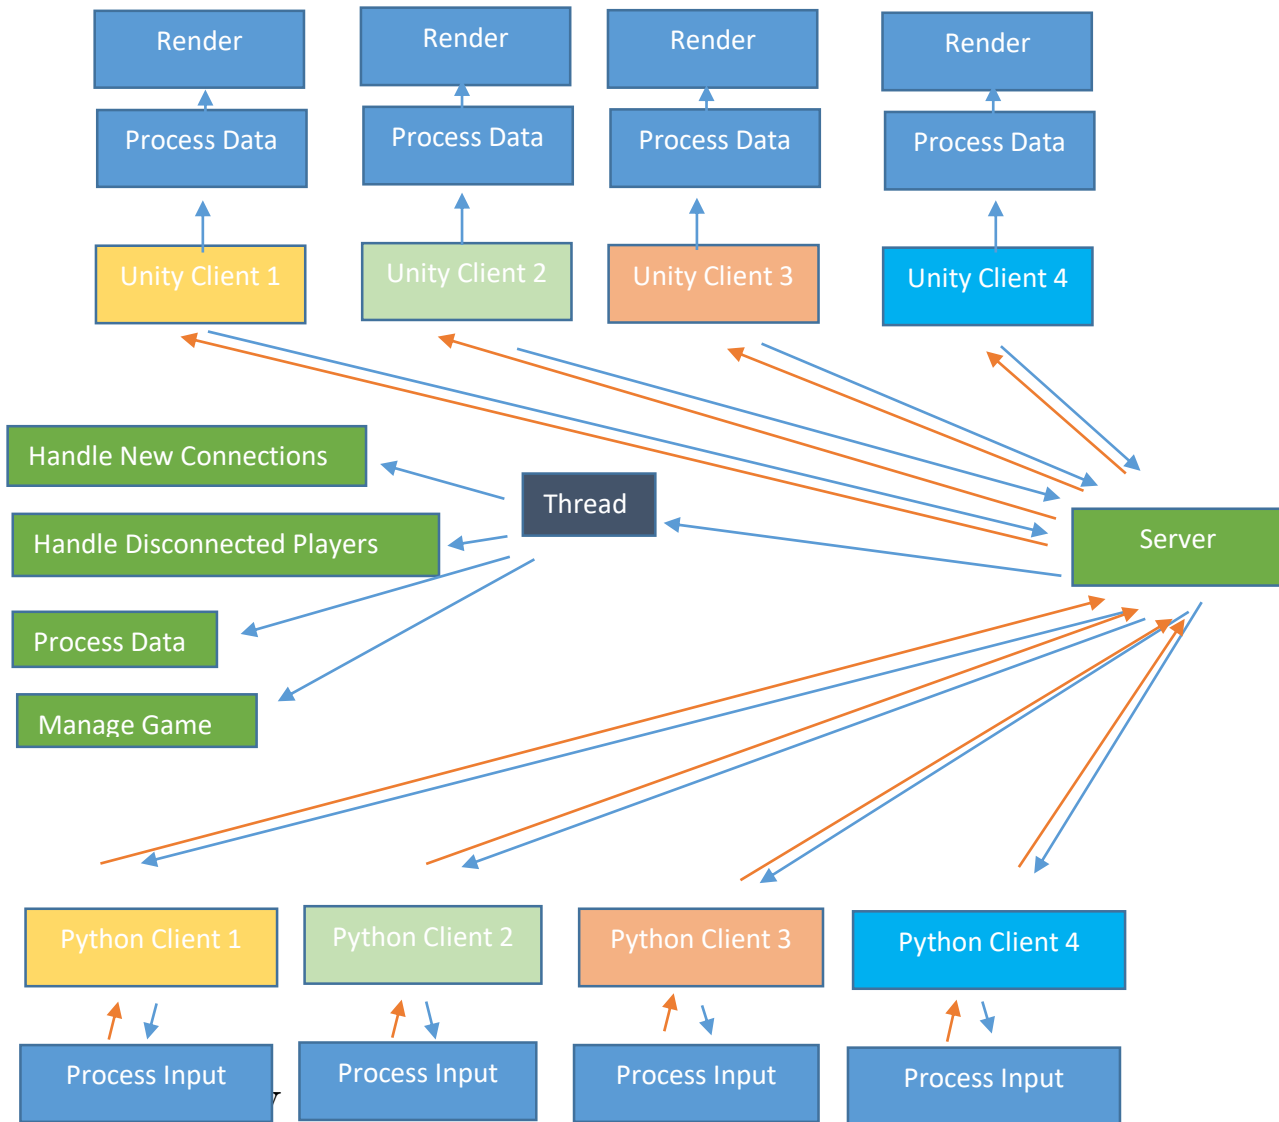 Render
Render
Render
Render
Process Data
Process Data
Process Data
Process Data
Unity Client 1
Unity Client 2
Unity Client 3
Unity Client 4
Handle New Connections
Thread
Handle Disconnected Players
Server
Process Data
Manage Game
Python Client 1
Python Client 2
Python Client 3
Python Client 4
Process Input
Process Input
Process Input
Process Input